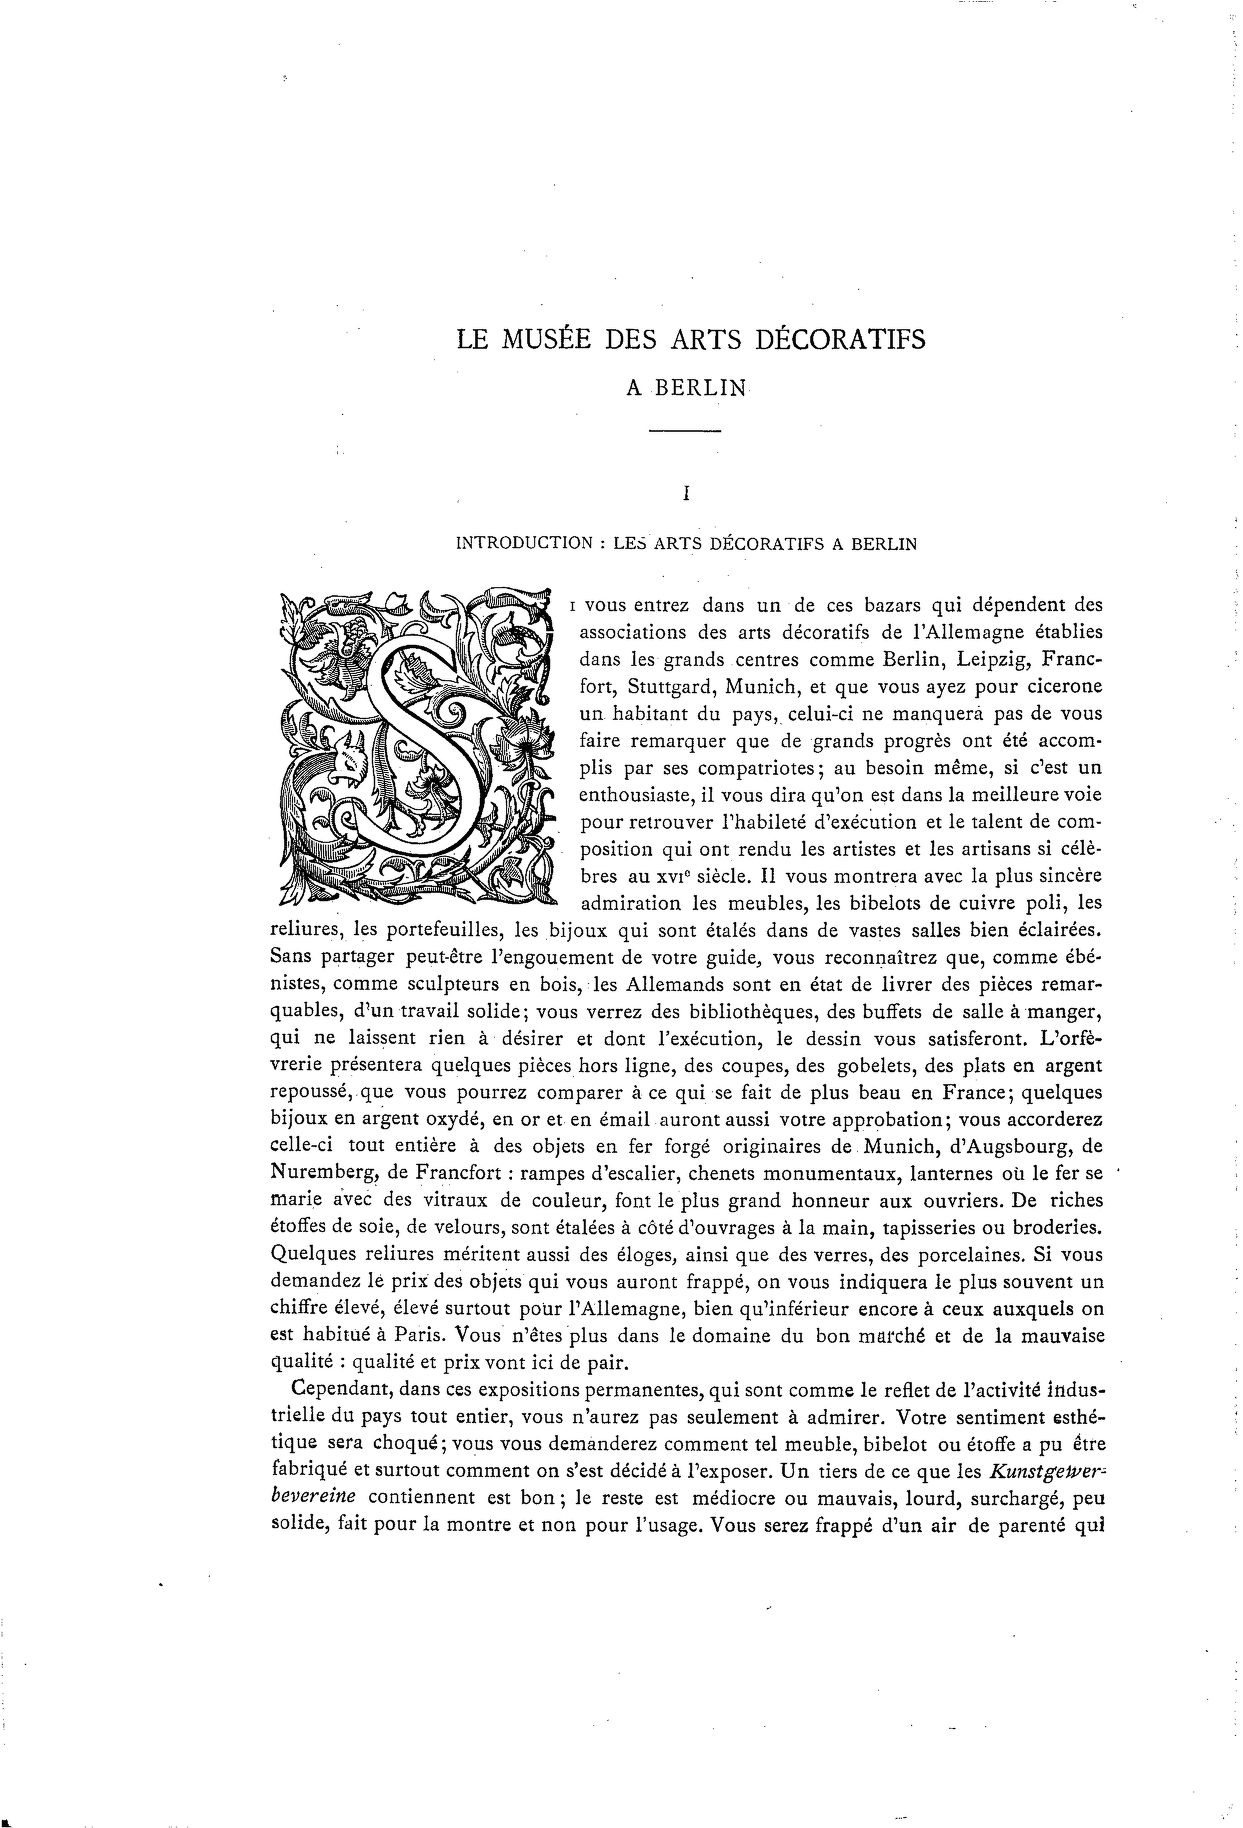 LE MUSÉE DES ARTS DÉCORATIFS
A BERLIN
I
INTRODUCTION : LES ARTS DÉCORATIFS A BERLIN
SI vous entrez dans un de ces bazars qui dépendent des
associations des arts décoratifs de l'Allemagne établies
dans les grands centres comme Berlin, Leipzig, Franc-
fort, Stuttgard, Munich, et que vous ayez pour cicerone
un habitant du pays, celui-ci ne manquera pas de vous
faire remarquer que de grands progrès ont été accom-
plis par ses compatriotes; au besoin même, si c'est un
enthousiaste, il vous dira qu'on est dans la meilleure voie
pour retrouver l'habileté d'exécution et le talent de com-
position qui ont rendu les artistes et les artisans si célè-
bres au XVIe siècle. Il vous montrera avec la plus sincère
admiration les meubles, les bibelots de cuivre poli, les
reliures, les portefeuilles, les bijoux qui sont étalés dans de vastes salles bien éclairées.
Sans partager peut-être l'engouement de votre guide, vous reconnaîtrez que, comme ébé-
nistes, comme sculpteurs en bois, les Allemands sont en état de livrer des pièces remar-
quables, d'un travail solide; vous verrez des bibliothèques, des buffets de salle à manger,
qui ne laissent rien à désirer et dont l'exécution, le dessin vous satisferont. L'orfè-
vrerie présentera quelques pièces hors ligne, des coupes, des gobelets, des plats en argent
repoussé, que vous pourrez comparer à ce qui se fait de plus beau en France; quelques
bijoux en argent oxydé, en or et en émail auront aussi votre approbation; vous accorderez
celle-ci tout entière à des objets en fer forgé originaires de Munich, d'Augsbourg, de
Nuremberg, de Francfort : rampes d'escalier, chenets monumentaux, lanternes où le fer se
marie avec des vitraux de couleur, font le plus grand honneur aux ouvriers. De riches
étoffes de soie, de velours, sont étalées à côté d'ouvrages à la main, tapisseries ou broderies.
Quelques reliures méritent aussi des éloges, ainsi que des verres, des porcelaines. Si vous
demandez le prix des objets qui vous auront frappé, on vous indiquera le plus souvent un
chiffre élevé, élevé surtout pour l'Allemagne, bien qu'inférieur encore à ceux auxquels on
est habitué à Paris. Vous n'êtes plus dans le domaine du bon marché et de la mauvaise
qualité : qualité et prix vont ici de pair.
Cependant, dans ces expositions permanentes, qui sont comme le reflet de l'activité indus-
trielle du pays tout entier, vous n'aurez pas seulement à admirer. Votre sentiment esthé-
tique sera choqué; vous vous demanderez comment tel meuble, bibelot ou étoffe a pu être
fabriqué et surtout comment on s'est décidé à l'exposer. Un tiers de ce que les Kunstgewer-
bevereine contiennent est bon; le reste est médiocre ou mauvais, lourd, surchargé, peu
solide, fait pour la montre et non pour l'usage. Vous serez frappé d'un air de parenté qui